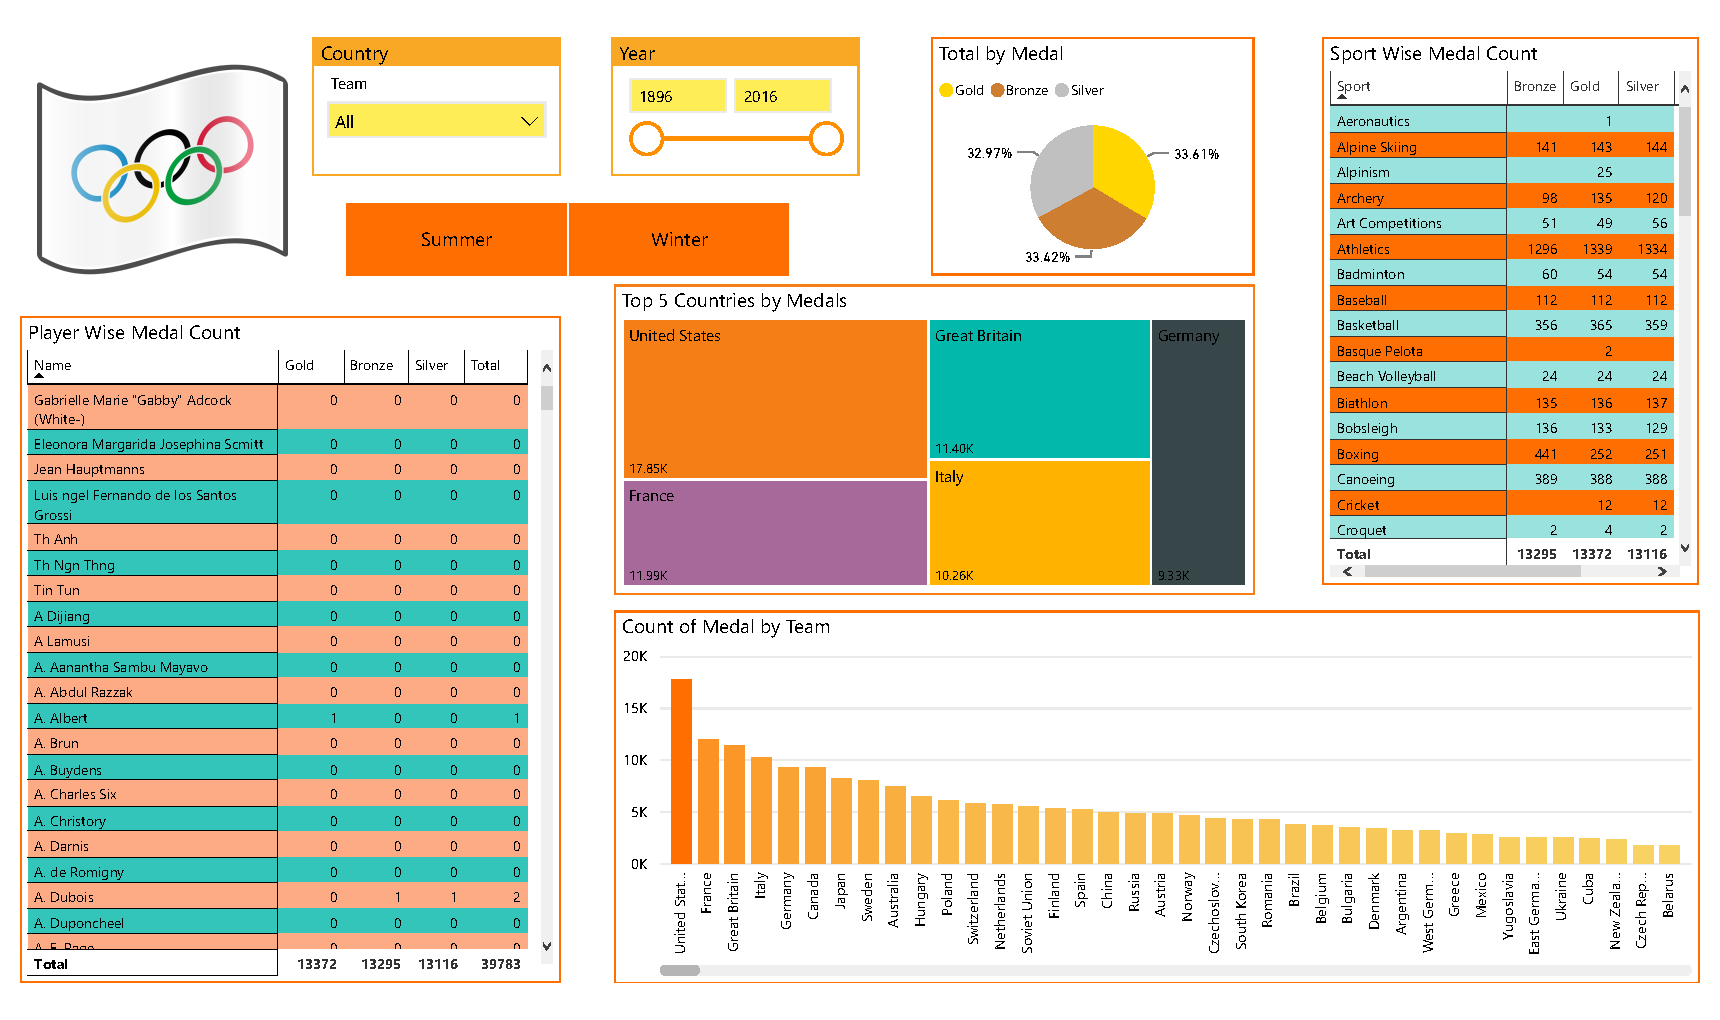 Country
Team
All
Year
1896 2016
Summer Winter
Total by Medal
Gold Bronze Silver
32.97% 33.61%
33.42%
Sport Wise Medal Count
Sport Bronze Gold Silver
Aeronautics 1
Alpine Skiing 141 143 144
Alpinism 25
Archery 98 135 120
Art Competitions 51 49 56
Athletics 1296 1339 1334
Badminton 60 54 54
Baseball 112 112 112
Basketball 356 365 359
Basque Pelota 2
Beach Volleyball 24 24 24
Biathlon 135 136 137
Bobsleigh 136 133 129
Boxing 441 252 251
Canoeing 389 388 388
Cricket 12 12
Croquet 2 4 2
Total 13295 13372 13116
Player Wise Medal Count
Name Gold Bronze Silver Total
Gabrielle Marie "Gabby" Adcock
(White-) 0 0 0 0
Eleonora Margarida Josephina Scmitt 0 0 0 0
Jean Hauptmanns 0 0 0 0
Luis ngel Fernando de los Santos
Grossi 0 0 0 0
Th Anh 0 0 0 0
Th Ngn Thng 0 0 0 0
Tin Tun 0 0 0 0
A Dijiang 0 0 0 0
A Lamusi 0 0 0 0
A. Aanantha Sambu Mayavo 0 0 0 0
A. Abdul Razzak 0 0 0 0
A. Albert 1 0 0 1
A. Brun 0 0 0 0
A. Buydens 0 0 0 0
A. Charles Six 0 0 0 0
A. Christory 0 0 0 0
A. Darnis 0 0 0 0
A. de Romigny 0 0 0 0
A. Dubois 0 1 1 2
A. Duponcheel 0 0 0 0
A. E. Page 0 0 0 0
Total 13372 13295 13116 39783
Top 5 Countries by Medals
United States
17.85K
France
11.99K
Great Britain
11.40K
Italy
10.26K
Germany
9.33K
Count of Medal by Team
20K
15K
10K
5K
0K
United Stat...
France
Great Britain
Italy
Germany
Canada
Japan
Sweden
Australia
Hungary
Poland
Switzerland
Netherlands
Soviet Union
Finland
Spain
China
Russia
Austria
Norway
Czechoslov...
South Korea
Romania
Brazil
Belgium
Bulgaria
Denmark
Argentina
West Germ...
Greece
Mexico
Yugoslavia
East Germa...
Ukraine
Cuba
New Zeala...
Czech Rep...
Belarus